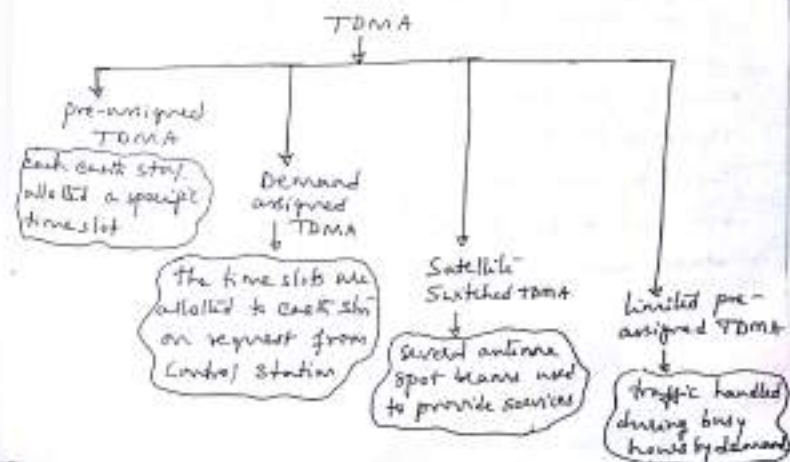 TDMA
pre-assigned
TDMA
each earth stn.
allotted a specific
time slot
Demand
assigned
TDMA
the time slots are
allotted to earth stn
on request from
Control Station
Satellite
Switched TDMA
Several antenna
spot beams used
to provide services
Limited pre-
assigned TDMA
traffic handled
during busy
hours by demand